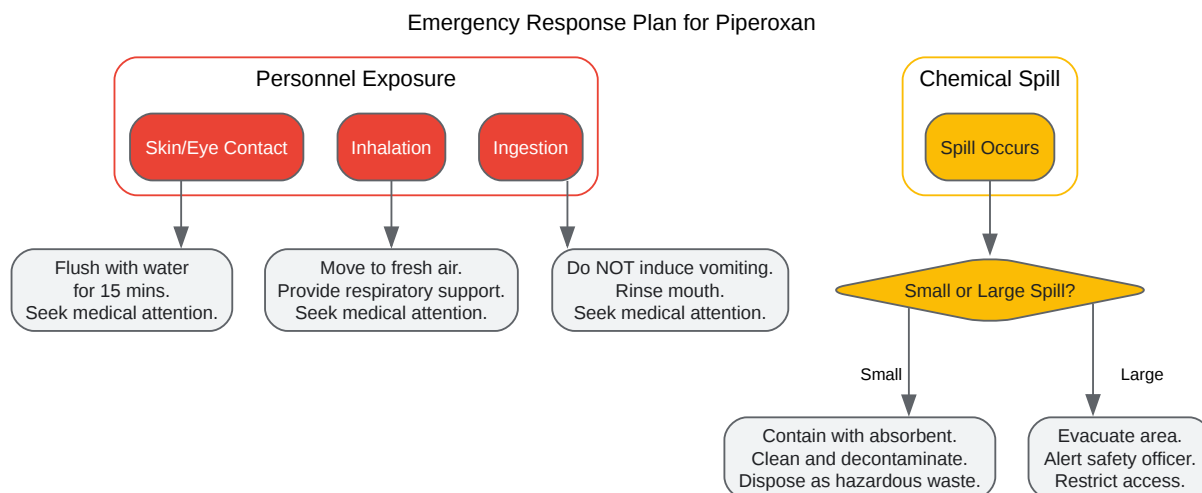 Emergency Response Plan for Piperoxan
Personnel Exposure
Skin/Eye Contact
Inhalation
Ingestion
Flush with water
for 15 mins.
Seek medical attention.
Move to fresh air.
Provide respiratory support.
Seek medical attention.
Do NOT induce vomiting.
Rinse mouth.
Seek medical attention.
Chemical Spill
Spill Occurs
Small or Large Spill?
Small
Large
Contain with absorbent.
Clean and decontaminate.
Dispose as hazardous waste.
Evacuate area.
Alert safety officer.
Restrict access.